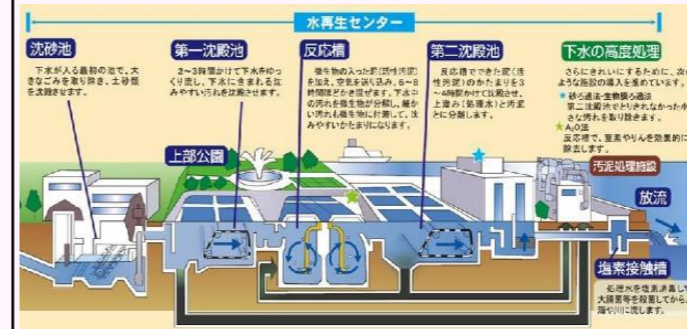 水再生センター
沈砂池
下水が入る最初の池で、大
きなごみを取り除き、土砂類
を沈殿させます。
第一沈殿池
2〜3時間かけて下水をゆっ
くり流し、下水に含まれる沈
みやすい汚れを沈殿させます。
反応槽
微生物の入った泥(活性汚泥)
を加え、空気を送り込み、6〜8
時間ほどかき混ぜます。下水中
の汚れを微生物が分解し、細か
い汚れも微生物に付着して、沈
みやすいかたまりになります。
第二沈殿池
反応槽でできた泥(活
性汚泥)のかたまりを3
〜4時間かけて沈殿させ、
上澄み(処理水)と汚泥
とに分離します。
下水の高度処理
さらにきれいにするために、次の
ような施設の導入を進めています。
★砂ろ過法・生物膜ろ過法
第二沈殿池でとりきれなかった小
さな汚れを取り除きます。
★A₂O法
反応槽で、窒素やりんを効果的に
除去します。
上部公園
汚泥処理施設
放流
塩素接触槽
処理水を塩素消毒して
大腸菌等を殺菌してから、
海や川に流します。